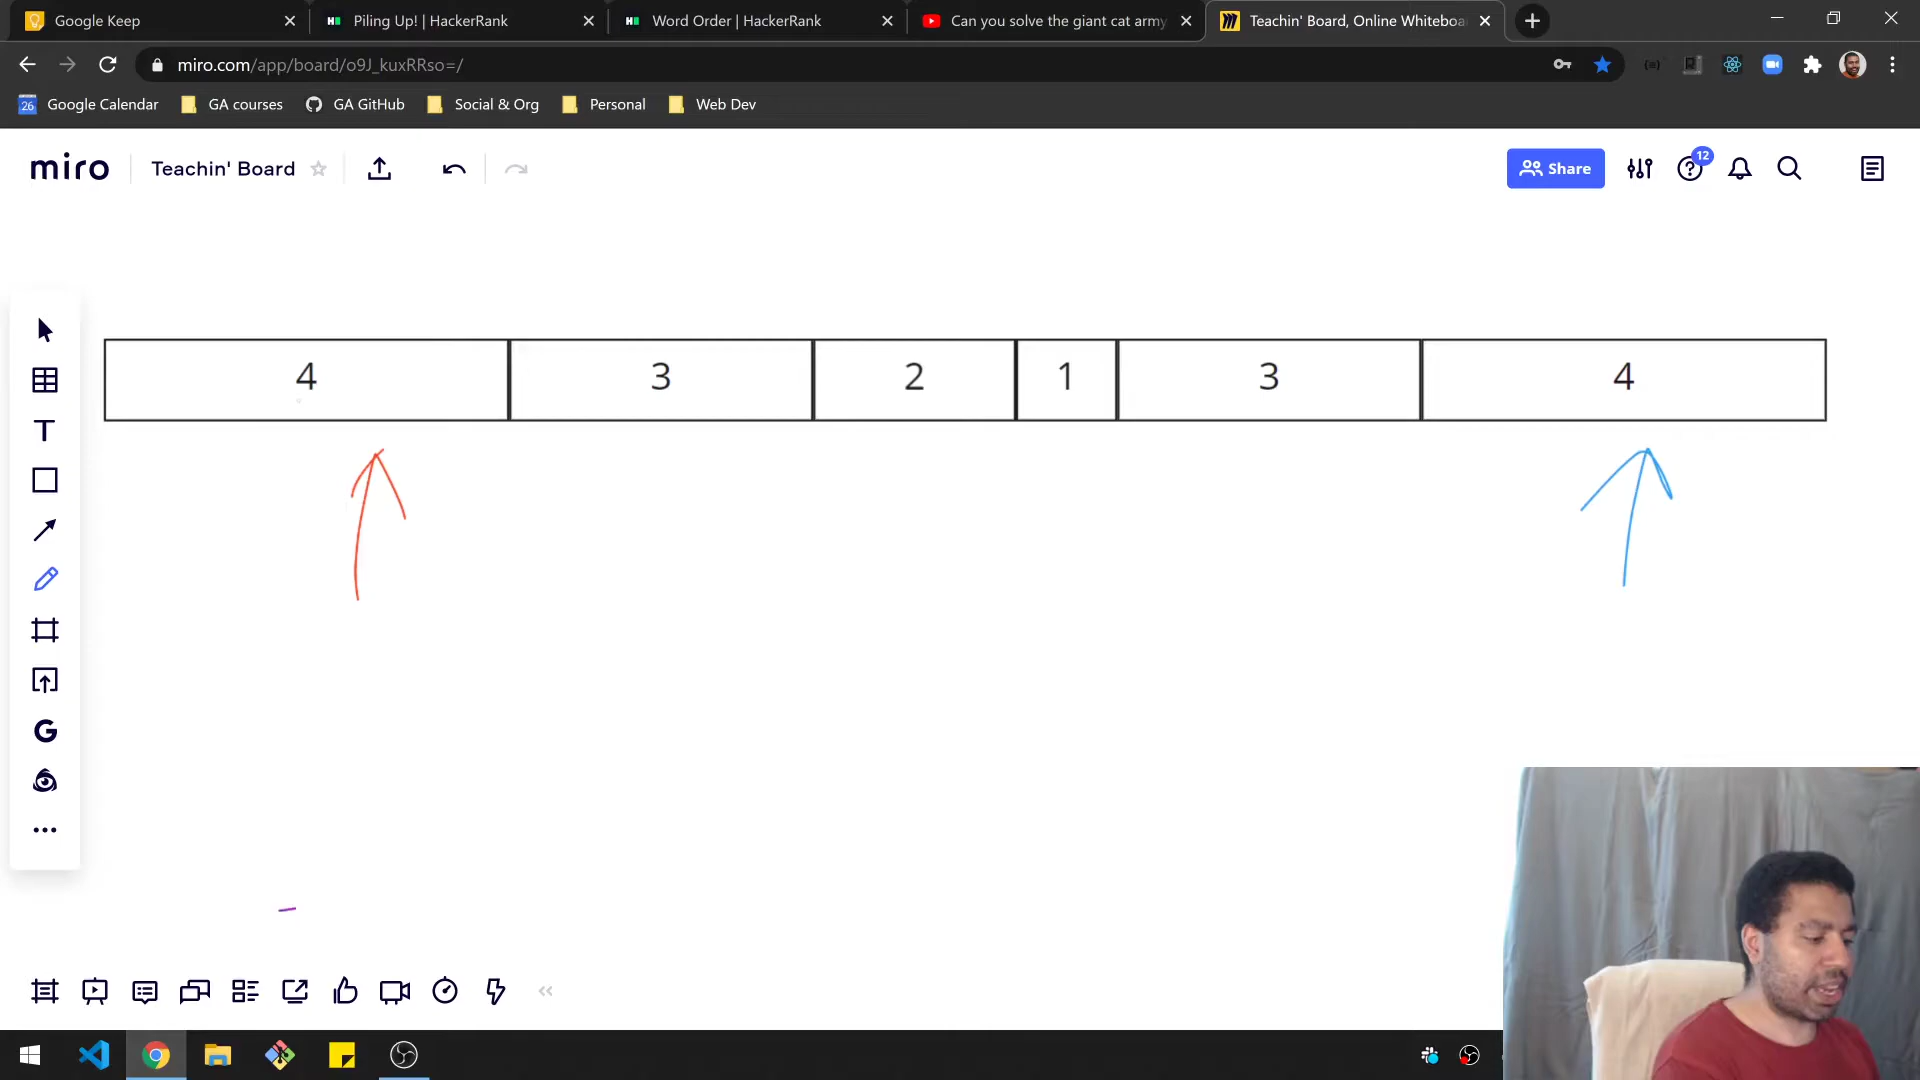 Google Keep
Piling Up! | HackerRank
Word Order | HackerRank
Can you solve the giant cat army
Teachin' Board, Online Whiteboa
miro.com/app/board/o9J_kuxRRso=/
26
Google Calendar
GA courses
GA GitHub
Social & Org
Personal
Web Dev
miro
Teachin' Board
Share
12
4
3
2
1
3
4